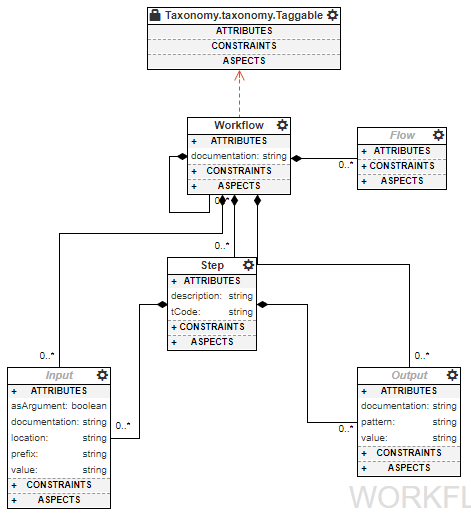 Taxonomy.taxonomy.Taggable
ATTRIBUTES
CONSTRAINTS
ASPECTS
Workflow
+ ATTRIBUTES
documentation: string
+ CONSTRAINTS
+ ASPECTS
0..*
0..*
Flow
+ ATTRIBUTES
+ CONSTRAINTS
+ ASPECTS
0..*
Step
+ ATTRIBUTES
description: string
tCode: string
+ CONSTRAINTS
+ ASPECTS
0..*
Input
+ ATTRIBUTES
asArgument: boolean
documentation: string
location: string
prefix: string
value: string
+ CONSTRAINTS
+ ASPECTS
0..*
0..*
Output
+ ATTRIBUTES
documentation: string
pattern: string
value: string
+ CONSTRAINTS
+ ASPECTS
0..*
WORKFL